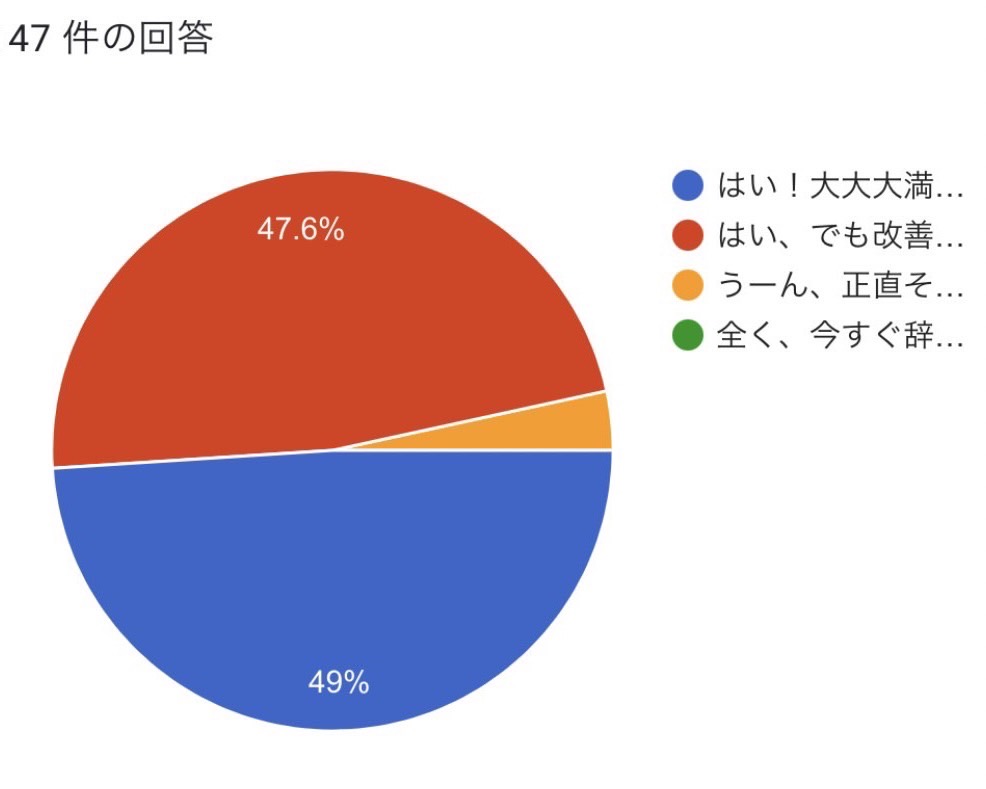 47 件の回答
はい！大大大満...
はい、でも改善...
うーん、正直そ...
全く、今すぐ辞...
47.6%
49%